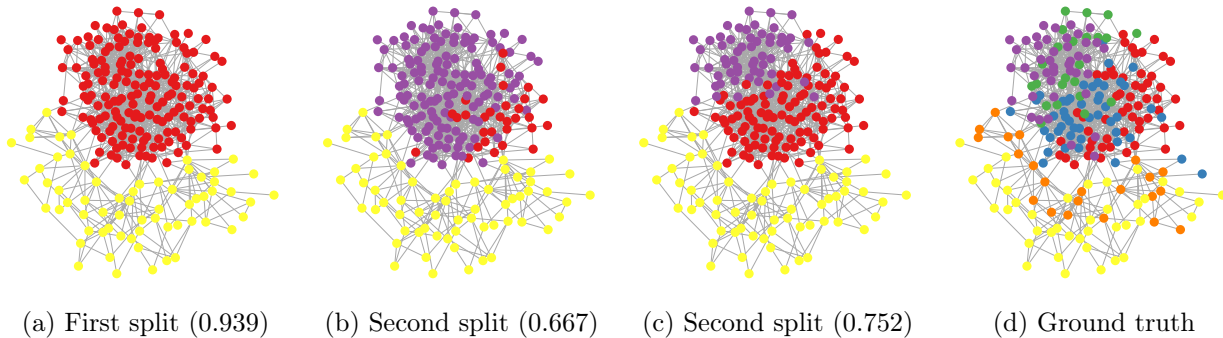 (a) First split (0.939) (b) Second split (0.667) (c) Second split (0.752) (d) Ground truth